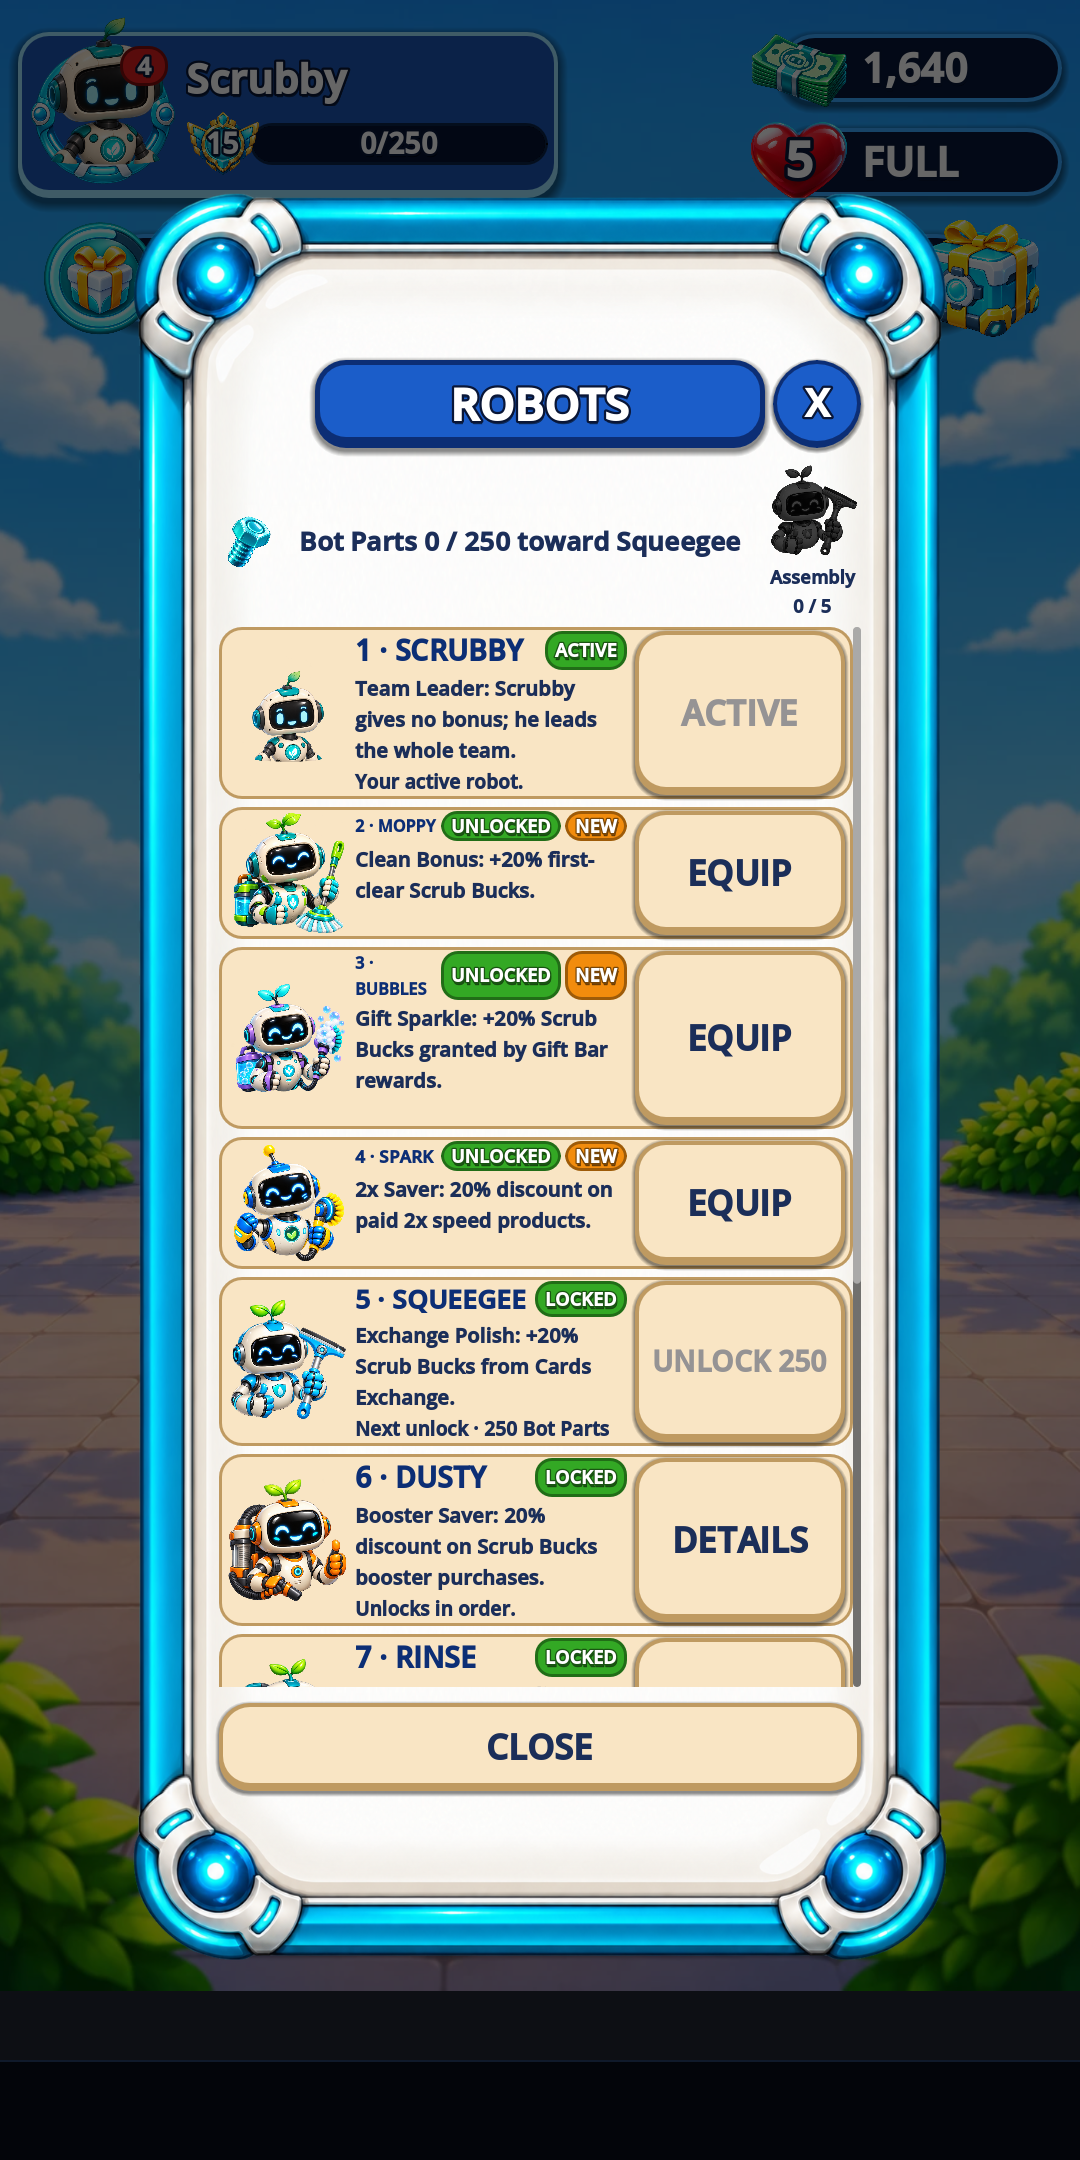 4
Scrubby
15
0/250
1,640
5
FULL
ROBOTS
X
Bot Parts 0 / 250 toward Squeegee
Assembly
0 / 5
1 · SCRUBBY
ACTIVE
Team Leader: Scrubby
gives no bonus; he leads
the whole team.
Your active robot.
ACTIVE
2 · MOPPY
UNLOCKED
NEW
Clean Bonus: +20% first-
clear Scrub Bucks.
EQUIP
3 ·
BUBBLES
UNLOCKED
NEW
Gift Sparkle: +20% Scrub
Bucks granted by Gift Bar
rewards.
EQUIP
4 · SPARK
UNLOCKED
NEW
2x Saver: 20% discount on
paid 2x speed products.
EQUIP
5 · SQUEEGEE
LOCKED
Exchange Polish: +20%
Scrub Bucks from Cards
Exchange.
Next unlock · 250 Bot Parts
UNLOCK 250
6 · DUSTY
LOCKED
Booster Saver: 20%
discount on Scrub Bucks
booster purchases.
Unlocks in order.
DETAILS
7 · RINSE
LOCKED
CLOSE